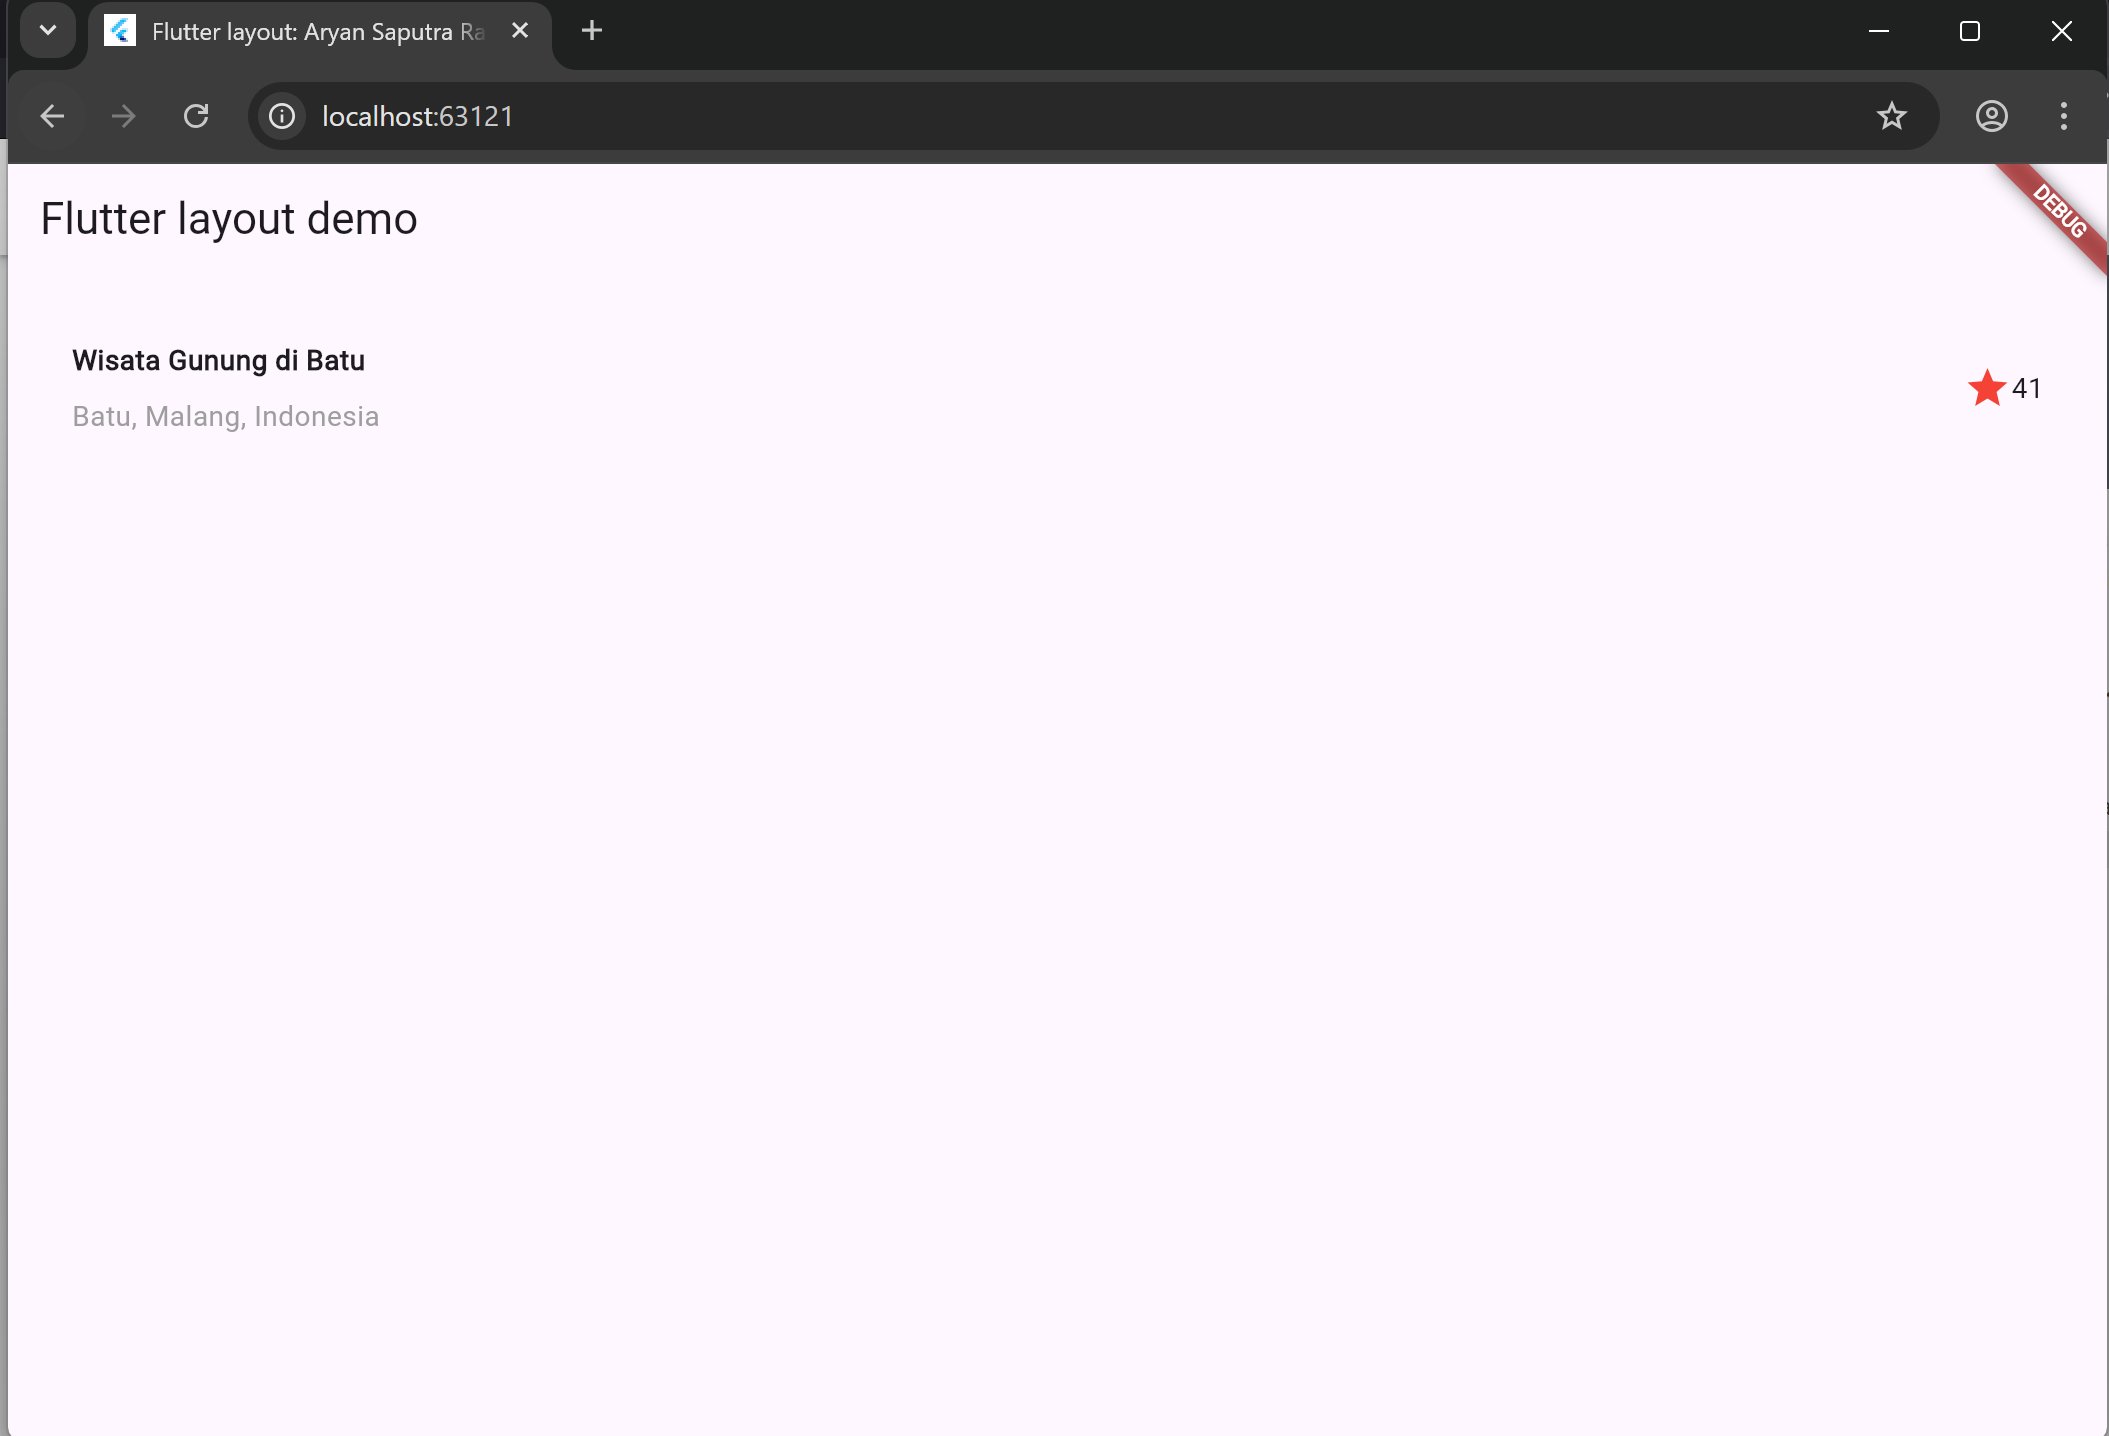 Flutter layout: Aryan Saputra Ra
localhost:63121
Flutter layout demo
DEBUG
Wisata Gunung di Batu
Batu, Malang, Indonesia
41